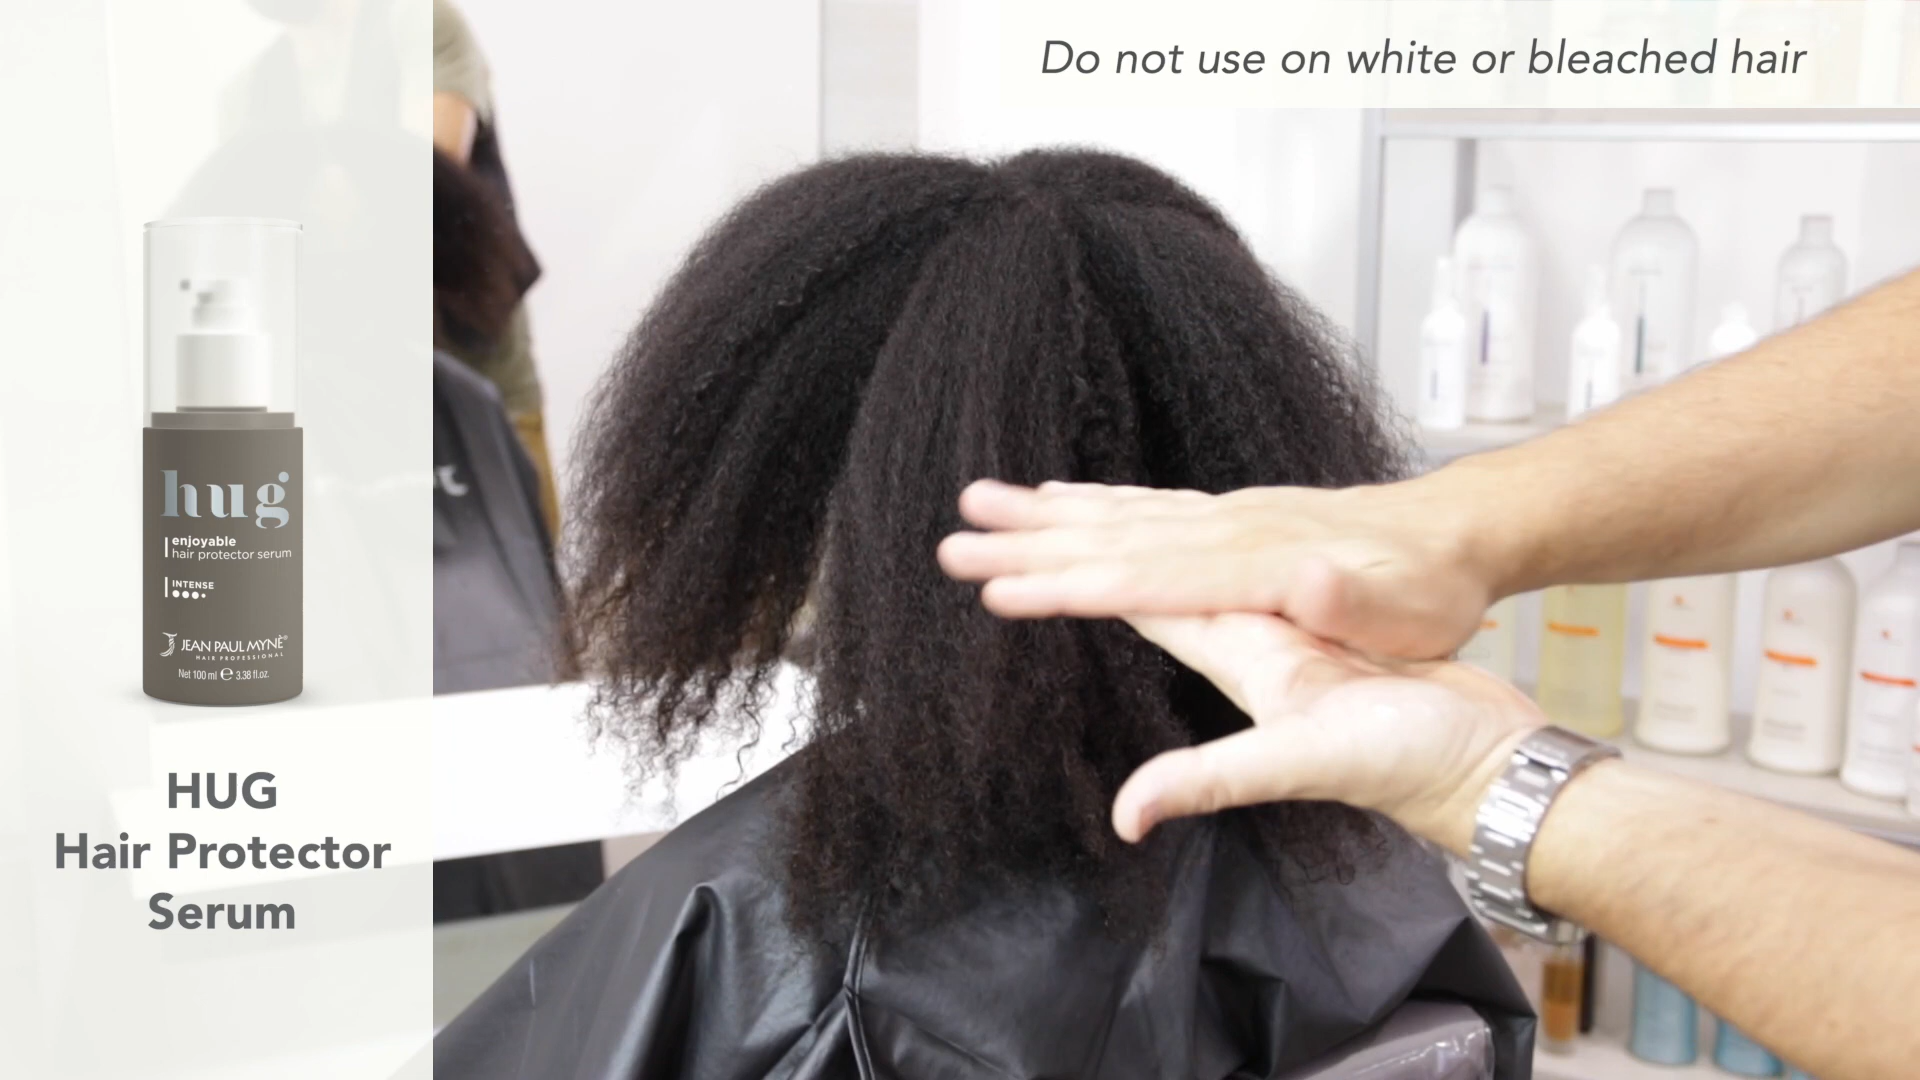 Do not use on white or bleached hair
hug
enjoyable
hair protector serum
INTENSE
JEAN PAUL MYNÈ®
HAIR PROFESSIONAL
Net 100 ml ℮ 3.38 fl.oz.
HUG
Hair Protector
Serum